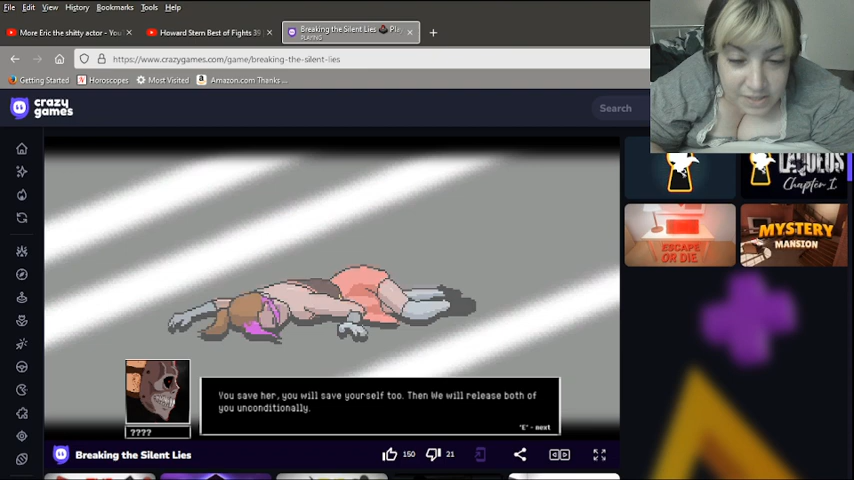 File Edit View History Bookmarks Tools Help
More Eric the shitty actor - You
Howard Stern Best of Fights 39
Breaking the Silent Lies
Play
PLAYING
https://www.crazygames.com/game/breaking-the-silent-lies
Getting Started Horoscopes Most Visited Amazon.com Thanks ...
crazy
games
Search
Chapter I
ESCAPE
OR DIE
MYSTERY
MANSION
You save her, you will save yourself too. Then We will release both of
you unconditionally.
"E" - next
????
Breaking the Silent Lies
150
21